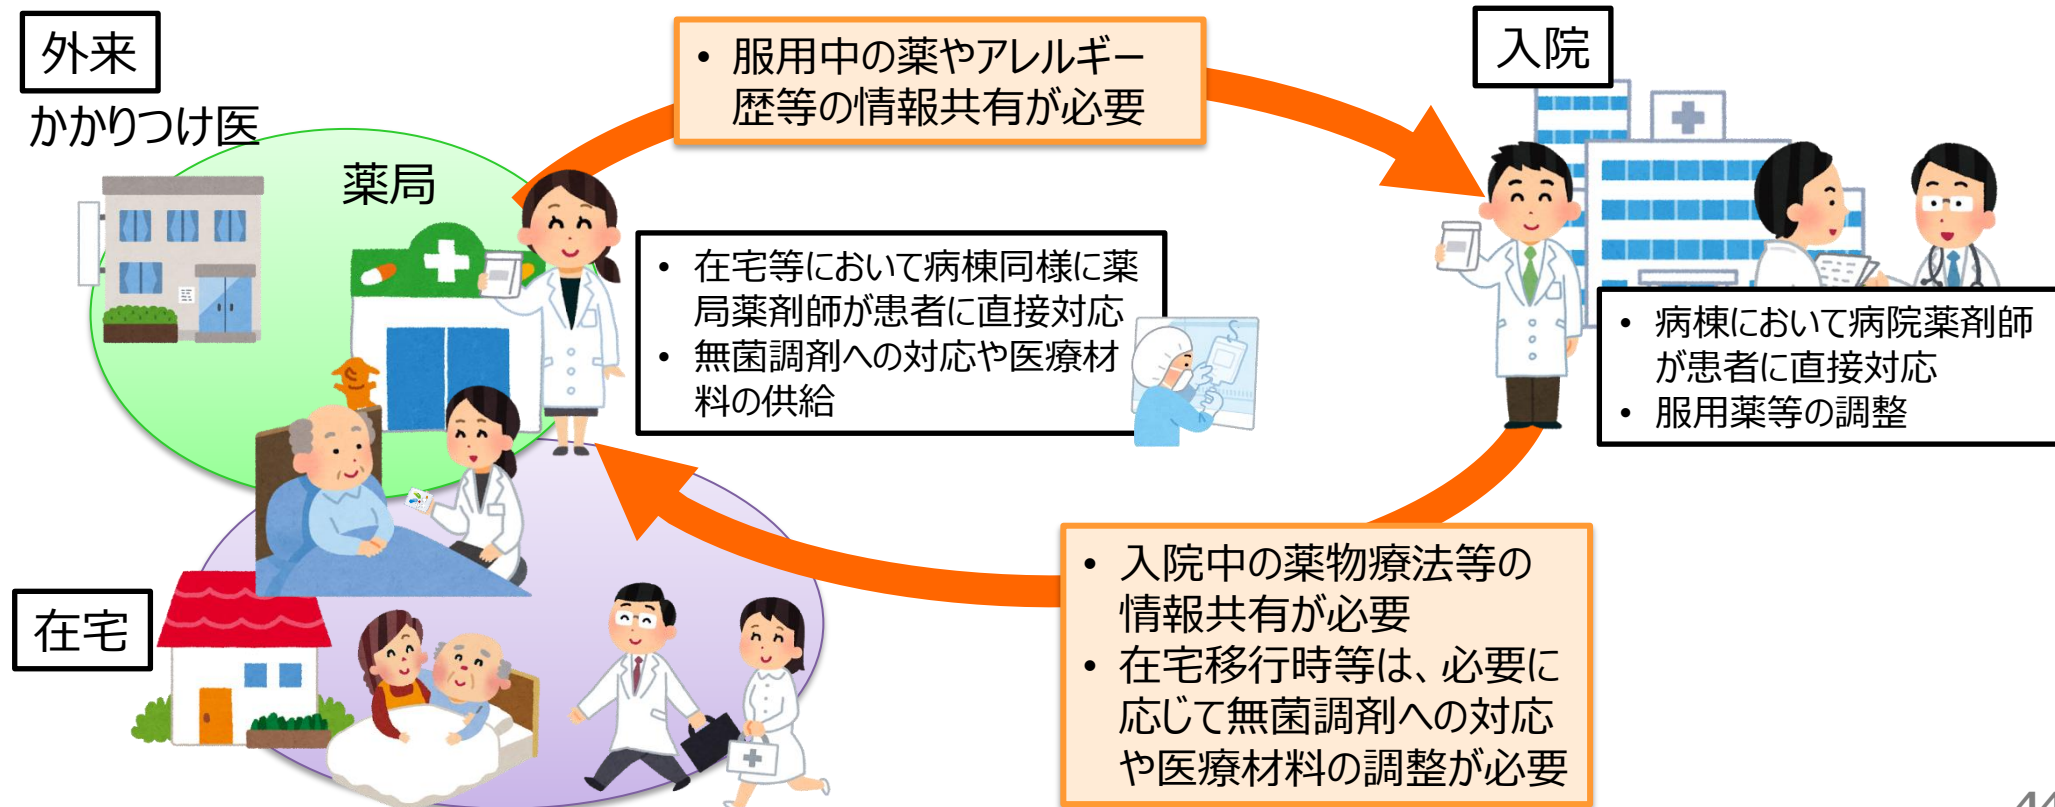 外来
かかりつけ医
薬局
• 服用中の薬やアレルギー
歴等の情報共有が必要
入院
• 在宅等において病棟同様に薬
局薬剤師が患者に直接対応
• 無菌調剤への対応や医療材
料の供給
• 病棟において病院薬剤師
が患者に直接対応
• 服用薬等の調整
在宅
• 入院中の薬物療法等の
情報共有が必要
• 在宅移行時等は、必要に
応じて無菌調剤への対応
や医療材料の調整が必要